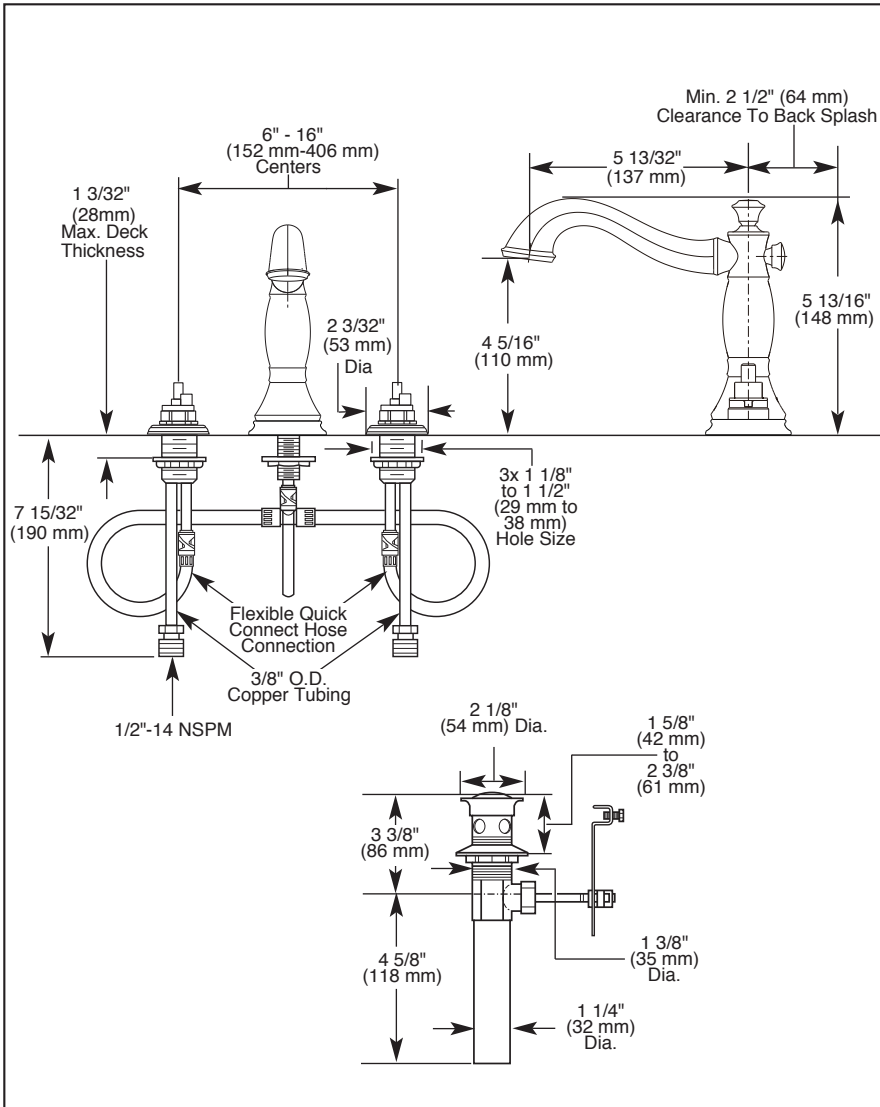 Min. 2 1/2" (64 mm)
Clearance To Back Splash
6" - 16"
(152 mm-406 mm)
Centers
5 13/32"
(137 mm)
1 3/32"
(28mm)
Max. Deck
Thickness
2 3/32"
(53 mm)
Dia
4 5/16"
(110 mm)
5 13/16"
(148 mm)
7 15/32"
(190 mm)
3x 1 1/8"
to 1 1/2"
(29 mm to
38 mm)
Hole Size
Flexible Quick
Connect Hose
Connection
3/8" O.D.
Copper Tubing
1/2"-14 NSPM
2 1/8"
(54 mm) Dia.
1 5/8"
(42 mm)
to
2 3/8"
(61 mm)
3 3/8"
(86 mm)
4 5/8"
(118 mm)
1 3/8"
(35 mm)
Dia.
1 1/4"
(32 mm)
Dia.